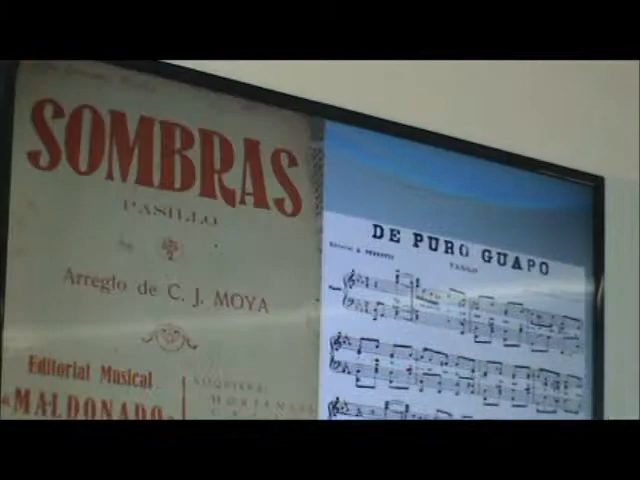 SOMBRAS
PASILLO
Arreglo de C. J. MOYA
Editorial Musical
"MALDONADO"
DE PURO GUAPO
TANGO